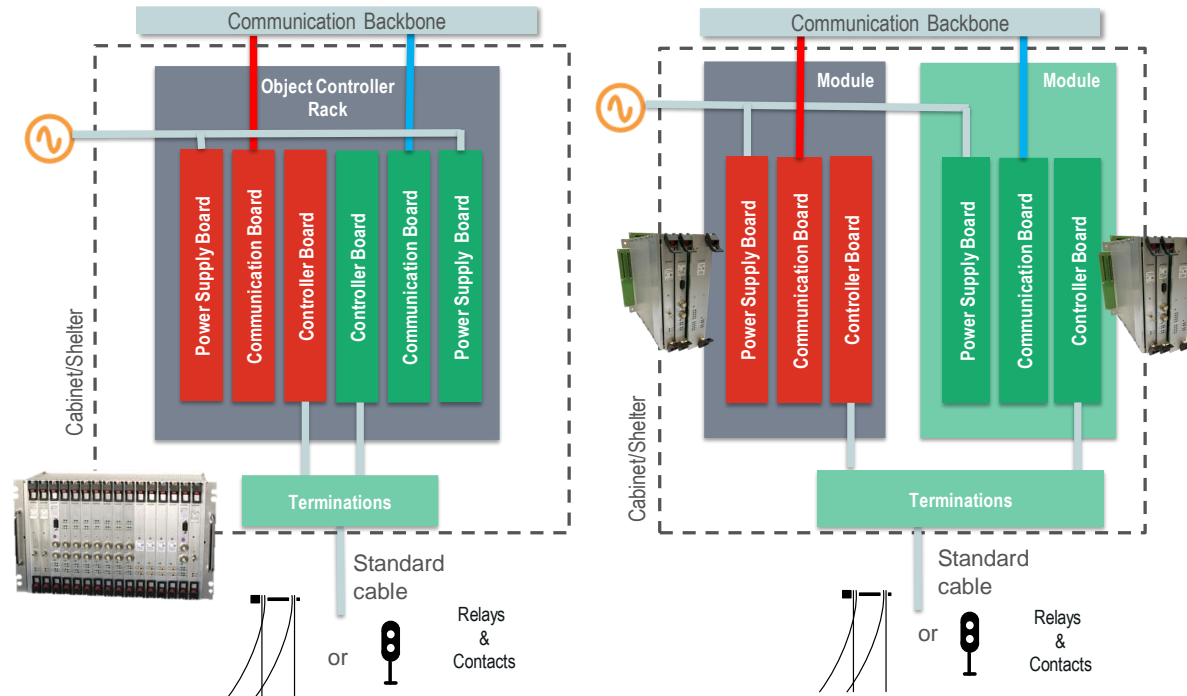 Communication Backbone
Object Controller
Rack
Power Supply Board
Communication Board
Controller Board
Controller Board
Communication Board
Power Supply Board
Cabinet/Shelter
Terminations
Standard
cable
or
Relays
&
Contacts
Communication Backbone
Module
Module
Power Supply Board
Communication Board
Controller Board
Power Supply Board
Communication Board
Controller Board
Cabinet/Shelter
Terminations
Standard
cable
or
Relays
&
Contacts